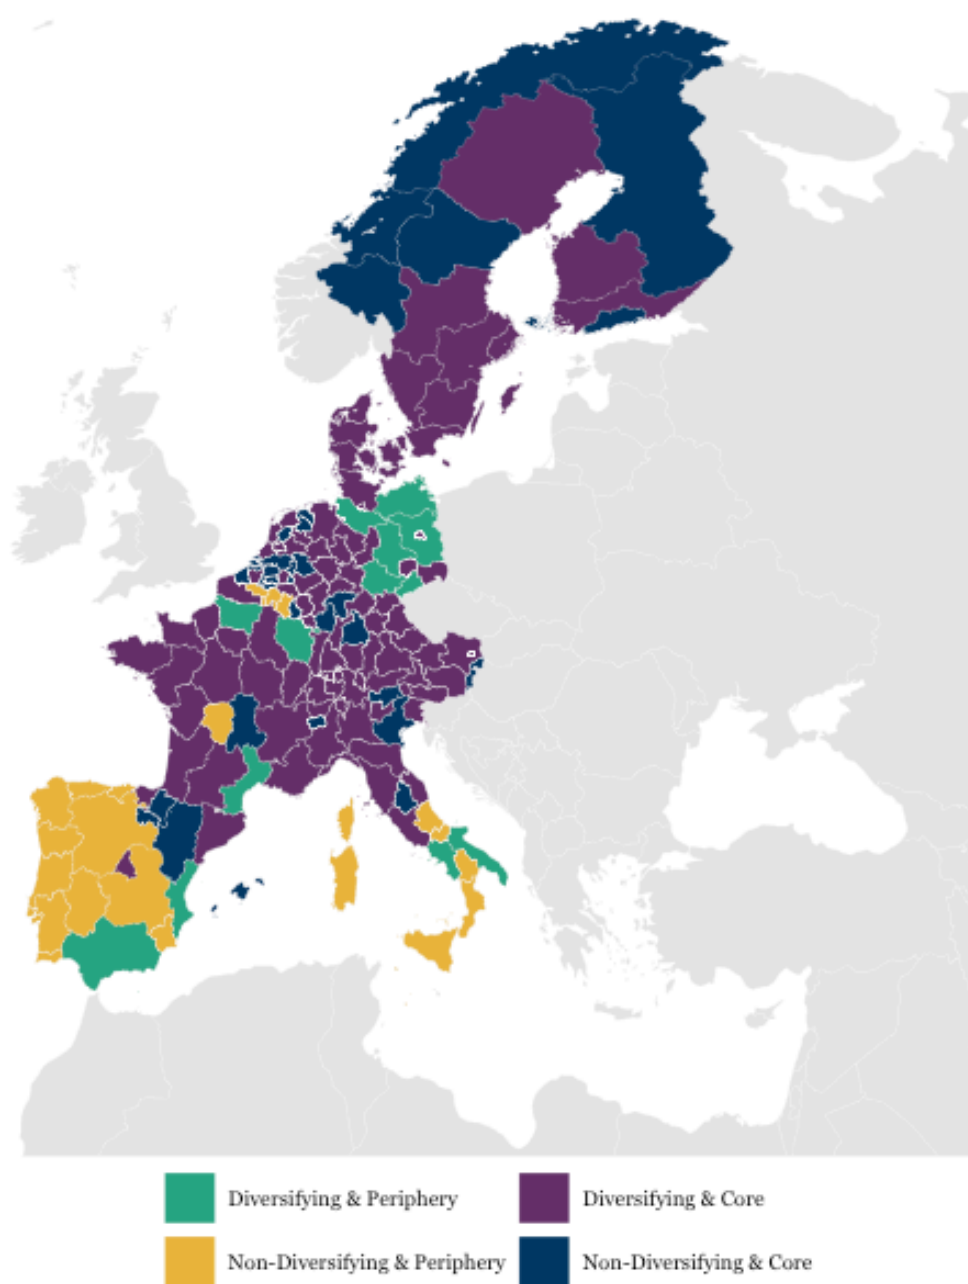 Diversifying & Periphery
Diversifying & Core
Non-Diversifying & Periphery
Non-Diversifying & Core